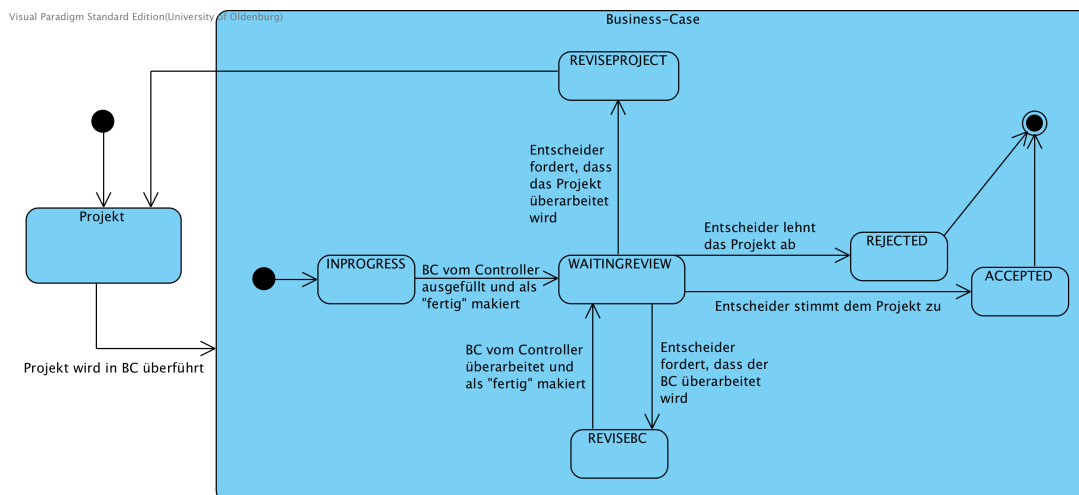 Visual Paradigm Standard Edition(University of Oldenburg)
Business-Case
REVISEPROJECT
Entscheider
fordert, dass
das Projekt
überarbeitet
wird
Projekt
Entscheider lehnt
das Projekt ab
REJECTED
INPROGRESS
BC vom Controller
ausgefüllt und als
"fertig" makiert
WAITINGREVIEW
ACCEPTED
Entscheider stimmt dem Projekt zu
Projekt wird in BC überführt
BC vom Controller
überarbeitet und
als "fertig" makiert
Entscheider
fordert, dass der
BC überarbeitet
wird
REVISEBC